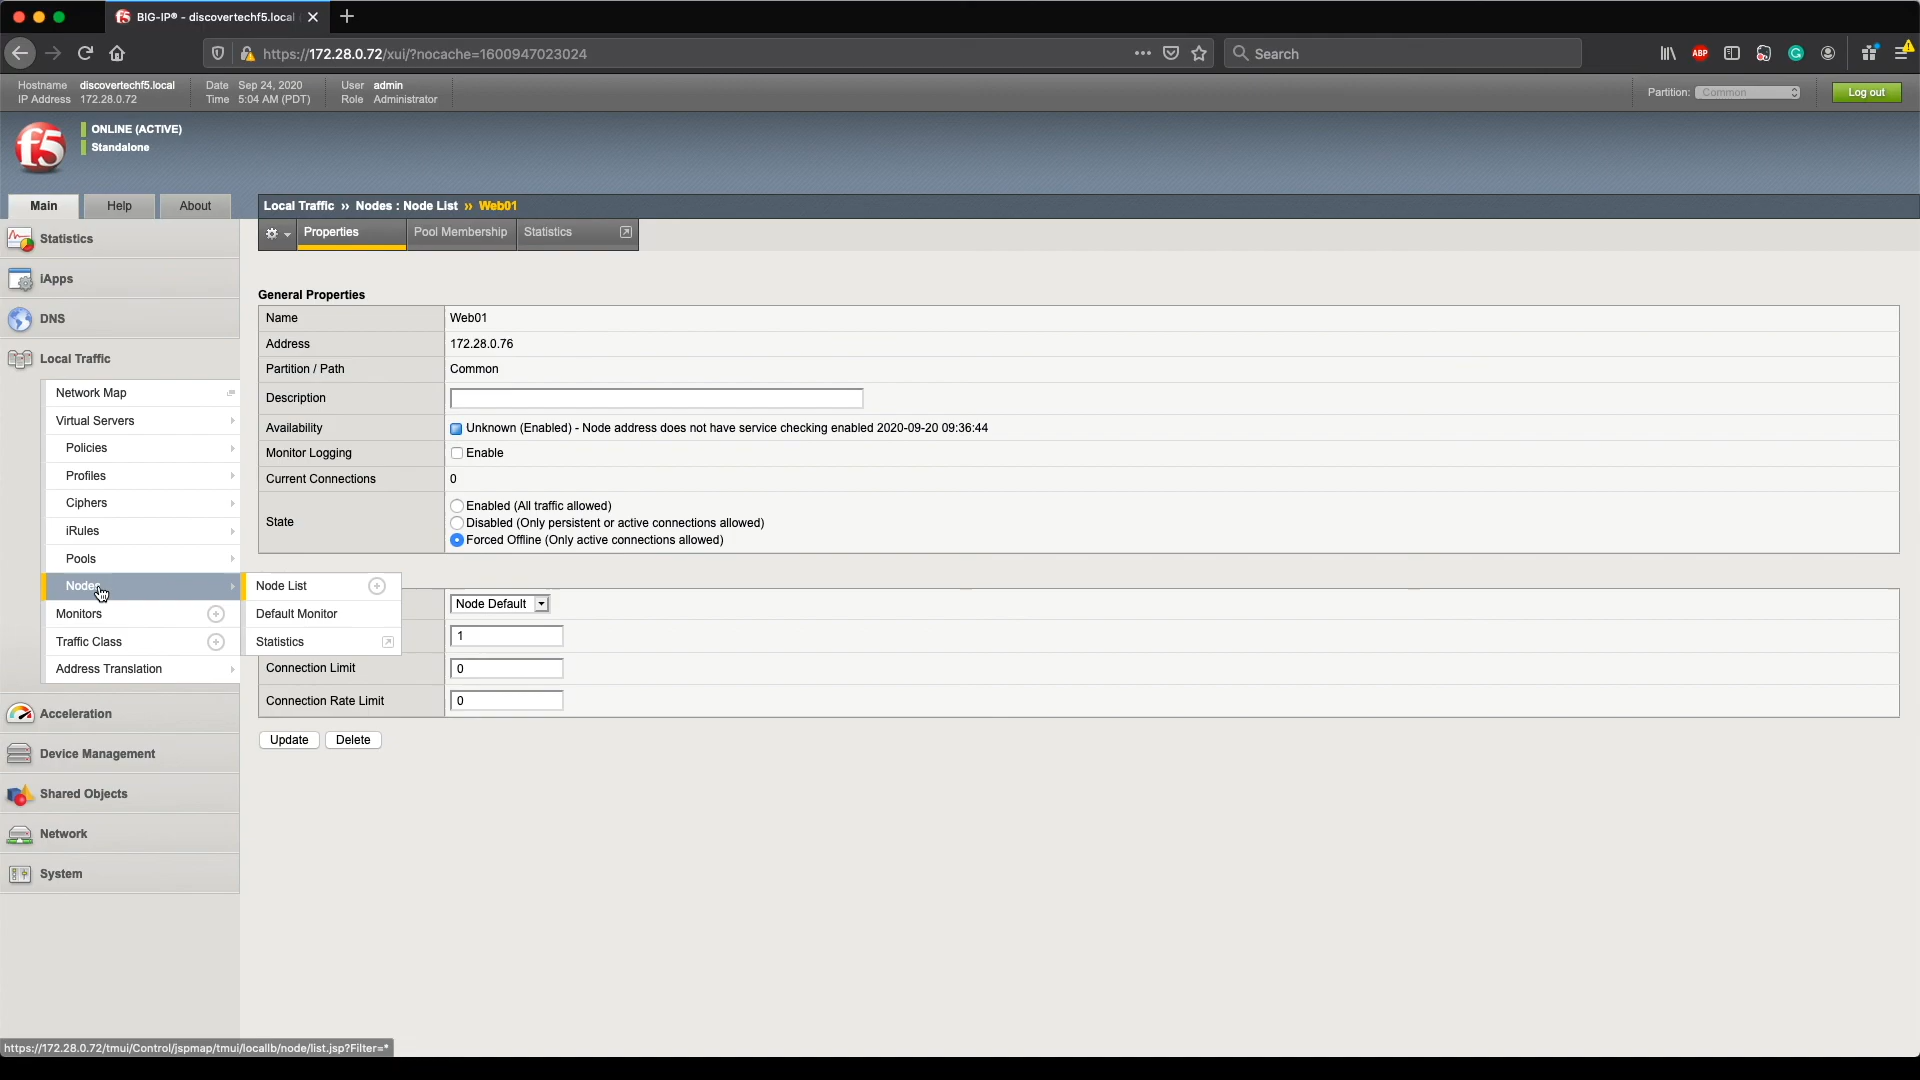 BIG-IP® - discovertechf5.local
https://172.28.0.72/xui/?nocache=1600947023024
Search
ABP
Hostname discovertechf5.local
IP Address 172.28.0.72
Date Sep 24, 2020
Time 5:04 AM (PDT)
User admin
Role Administrator
Partition: Common
Log out
f5
ONLINE (ACTIVE)
Standalone
Main
Help
About
Local Traffic » Nodes : Node List » Web01
Properties
Pool Membership
Statistics
Statistics
iApps
DNS
Local Traffic
Network Map
Virtual Servers
Policies
Profiles
Ciphers
iRules
Pools
Nodes
Monitors
Traffic Class
Address Translation
Acceleration
Device Management
Shared Objects
Network
System
Node List
Default Monitor
Statistics
General Properties
Name Web01
Address 172.28.0.76
Partition / Path Common
Description
Availability Unknown (Enabled) - Node address does not have service checking enabled 2020-09-20 09:36:44
Monitor Logging Enable
Current Connections 0
State
Enabled (All traffic allowed)
Disabled (Only persistent or active connections allowed)
Forced Offline (Only active connections allowed)
Node Default
1
Connection Limit 0
Connection Rate Limit 0
Update
Delete
https://172.28.0.72/tmui/Control/jspmap/tmui/locallb/node/list.jsp?Filter=*